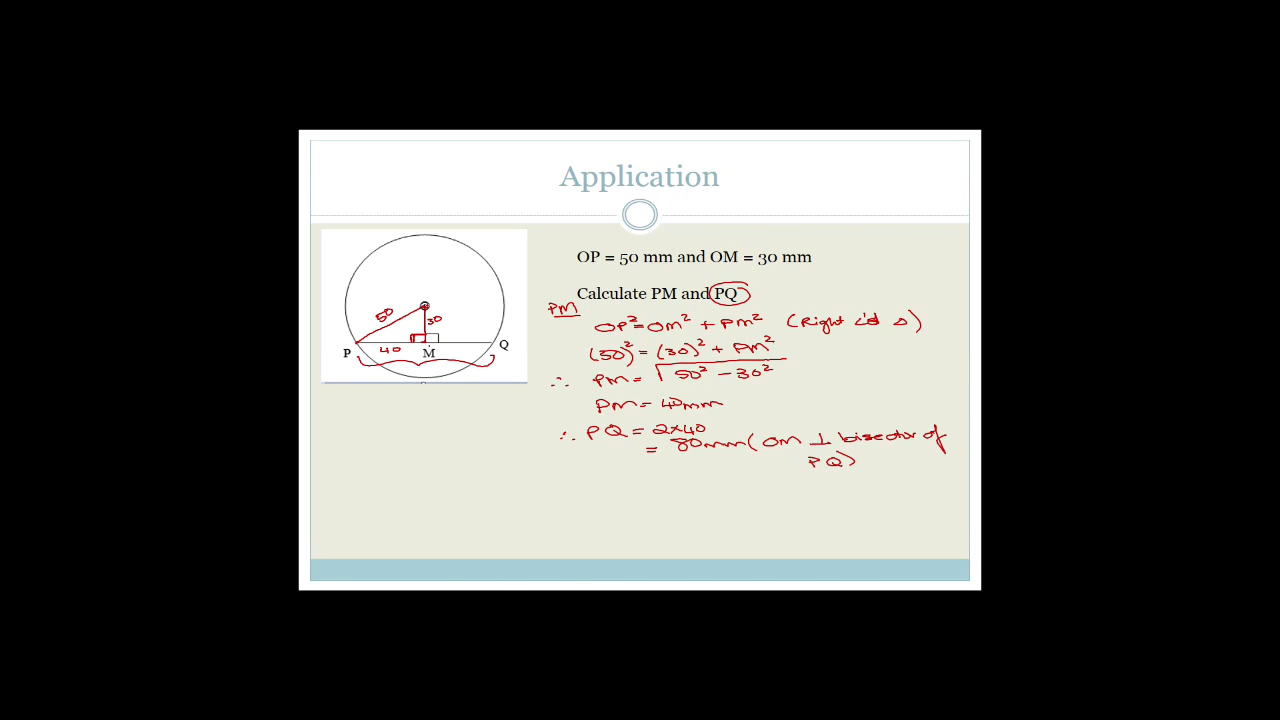 Application
OP = 50 mm and OM = 30 mm
Calculate PM and PQ
PM
OP² = OM² + PM² (Right ∠'d △)
(50)² = (30)² + PM²
∴ PM = √50² − 30²
PM = 40mm
∴ PQ = 2×40
= 80mm (OM ⊥ bisector of
PQ)
50
30
40
P
M
Q